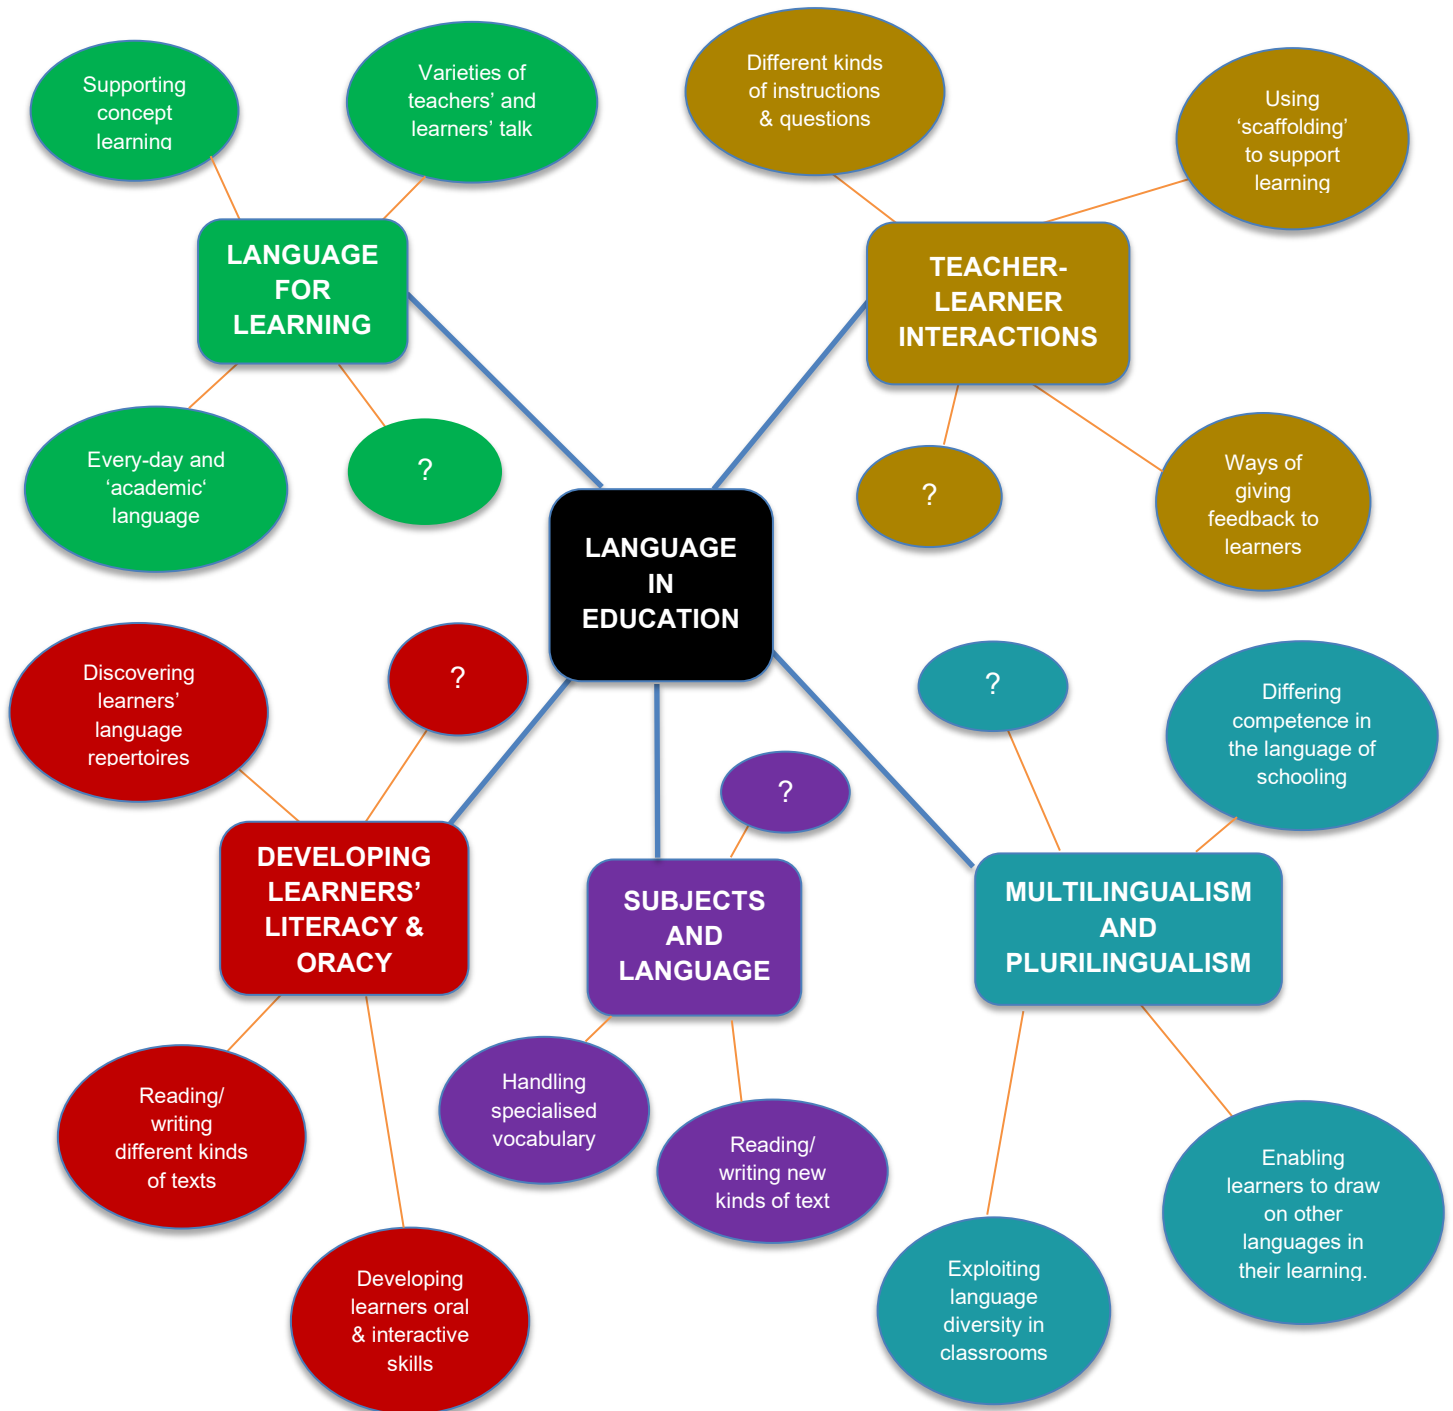 Supporting
concept
learning
Varieties of
teachers’ and
learners’ talk
Different kinds
of instructions
& questions
Using
‘scaffolding’
to support
learning
LANGUAGE
FOR
LEARNING
TEACHER-
LEARNER
INTERACTIONS
Every-day and
‘academic‘
language
?
?
Ways of
giving
feedback to
learners
LANGUAGE
IN
EDUCATION
Discovering
learners’
language
repertoires
?
?
Differing
competence in
the language of
schooling
?
DEVELOPING
LEARNERS’
LITERACY &
ORACY
SUBJECTS
AND
LANGUAGE
MULTILINGUALISM
AND
PLURILINGUALISM
Reading/
writing
different kinds
of texts
Handling
specialised
vocabulary
Reading/
writing new
kinds of text
Enabling
learners to draw
on other
languages in
their learning.
Developing
learners oral
& interactive
skills
Exploiting
language
diversity in
classrooms